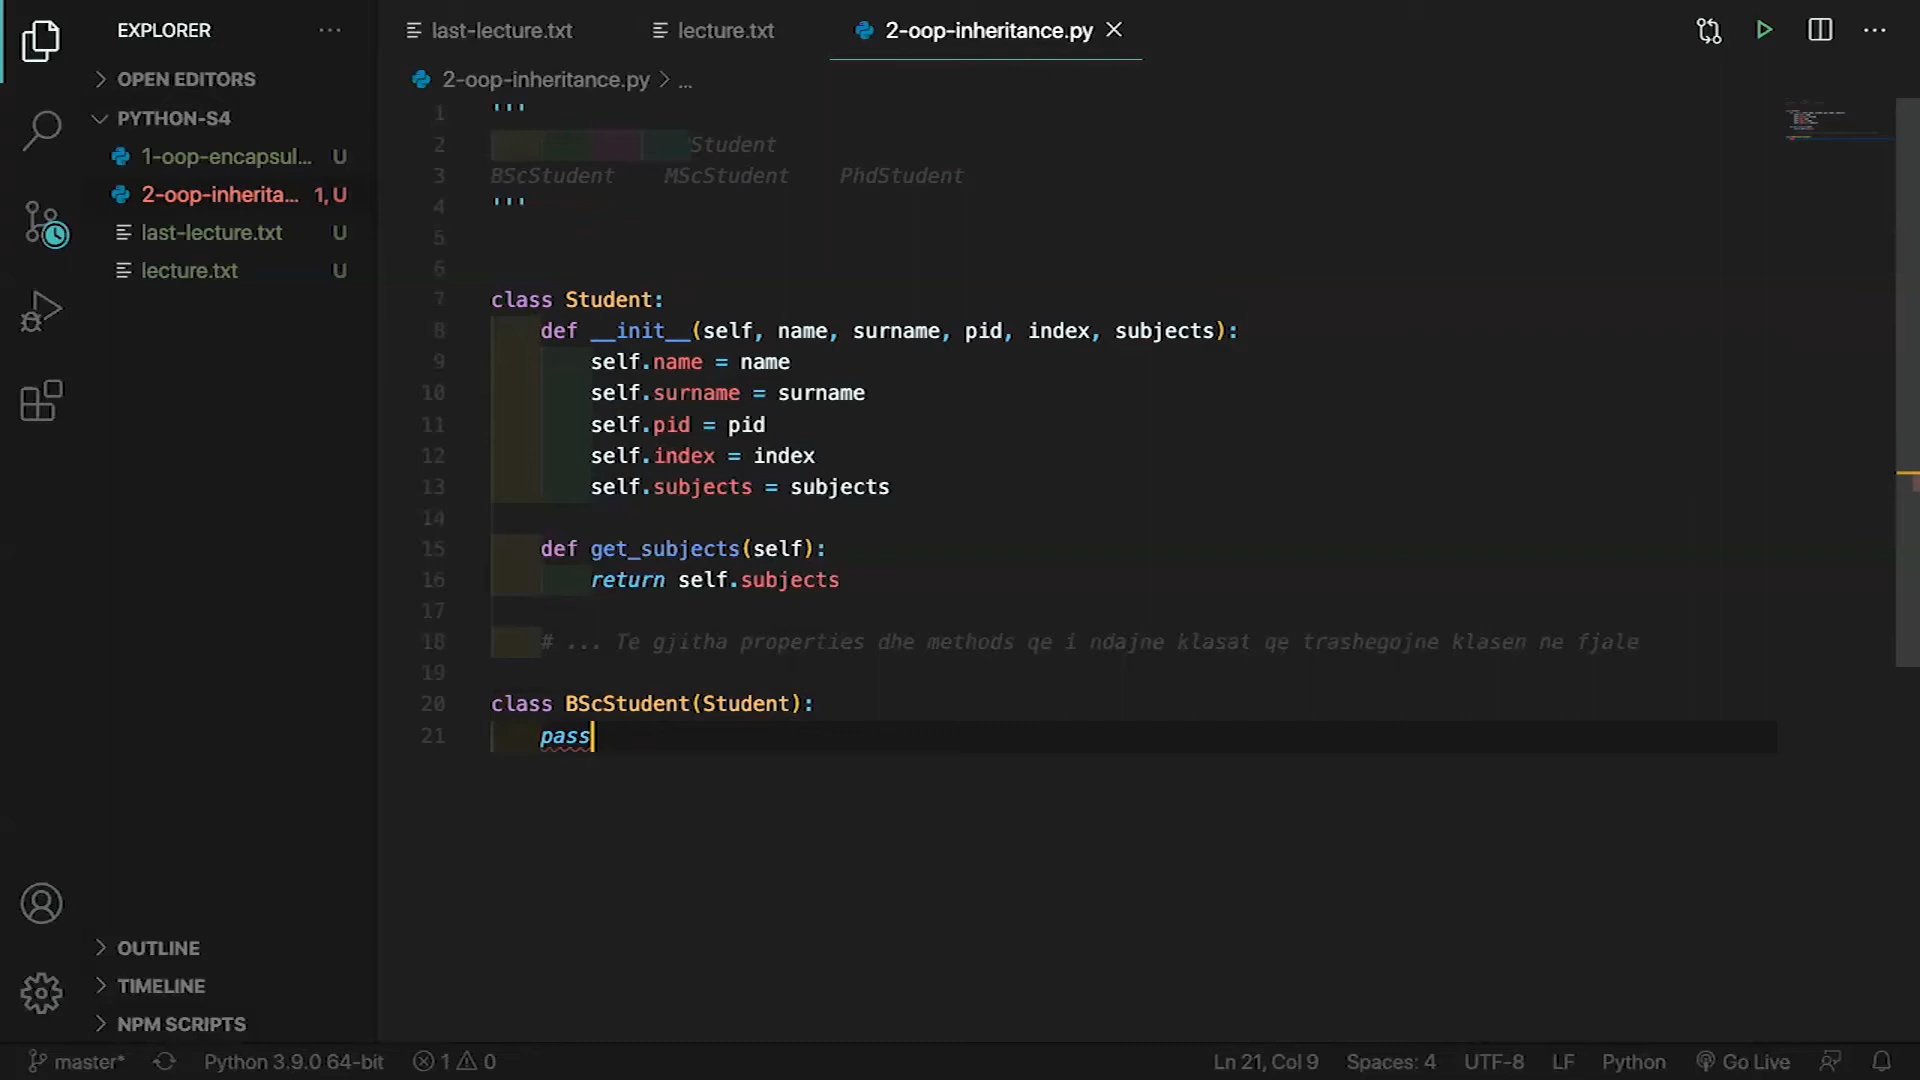 EXPLORER
···
last-lecture.txt
lecture.txt
2-oop-inheritance.py
OPEN EDITORS
2-oop-inheritance.py > ...
PYTHON-S4
1-oop-encapsul... U
2-oop-inherita... 1, U
last-lecture.txt U
lecture.txt U
1 '''
2 Student
3 BScStudent MScStudent PhdStudent
4 '''
5
6
7 class Student:
8 def __init__(self, name, surname, pid, index, subjects):
9 self.name = name
10 self.surname = surname
11 self.pid = pid
12 self.index = index
13 self.subjects = subjects
14
15 def get_subjects(self):
16 return self.subjects
17
18 # ... Te gjitha properties dhe methods qe i ndajne klasat qe trashegojne klasen ne fjale
19
20 class BScStudent(Student):
21 pass
OUTLINE
TIMELINE
NPM SCRIPTS
master* Python 3.9.0 64-bit 1 0 Ln 21, Col 9 Spaces: 4 UTF-8 LF Python Go Live